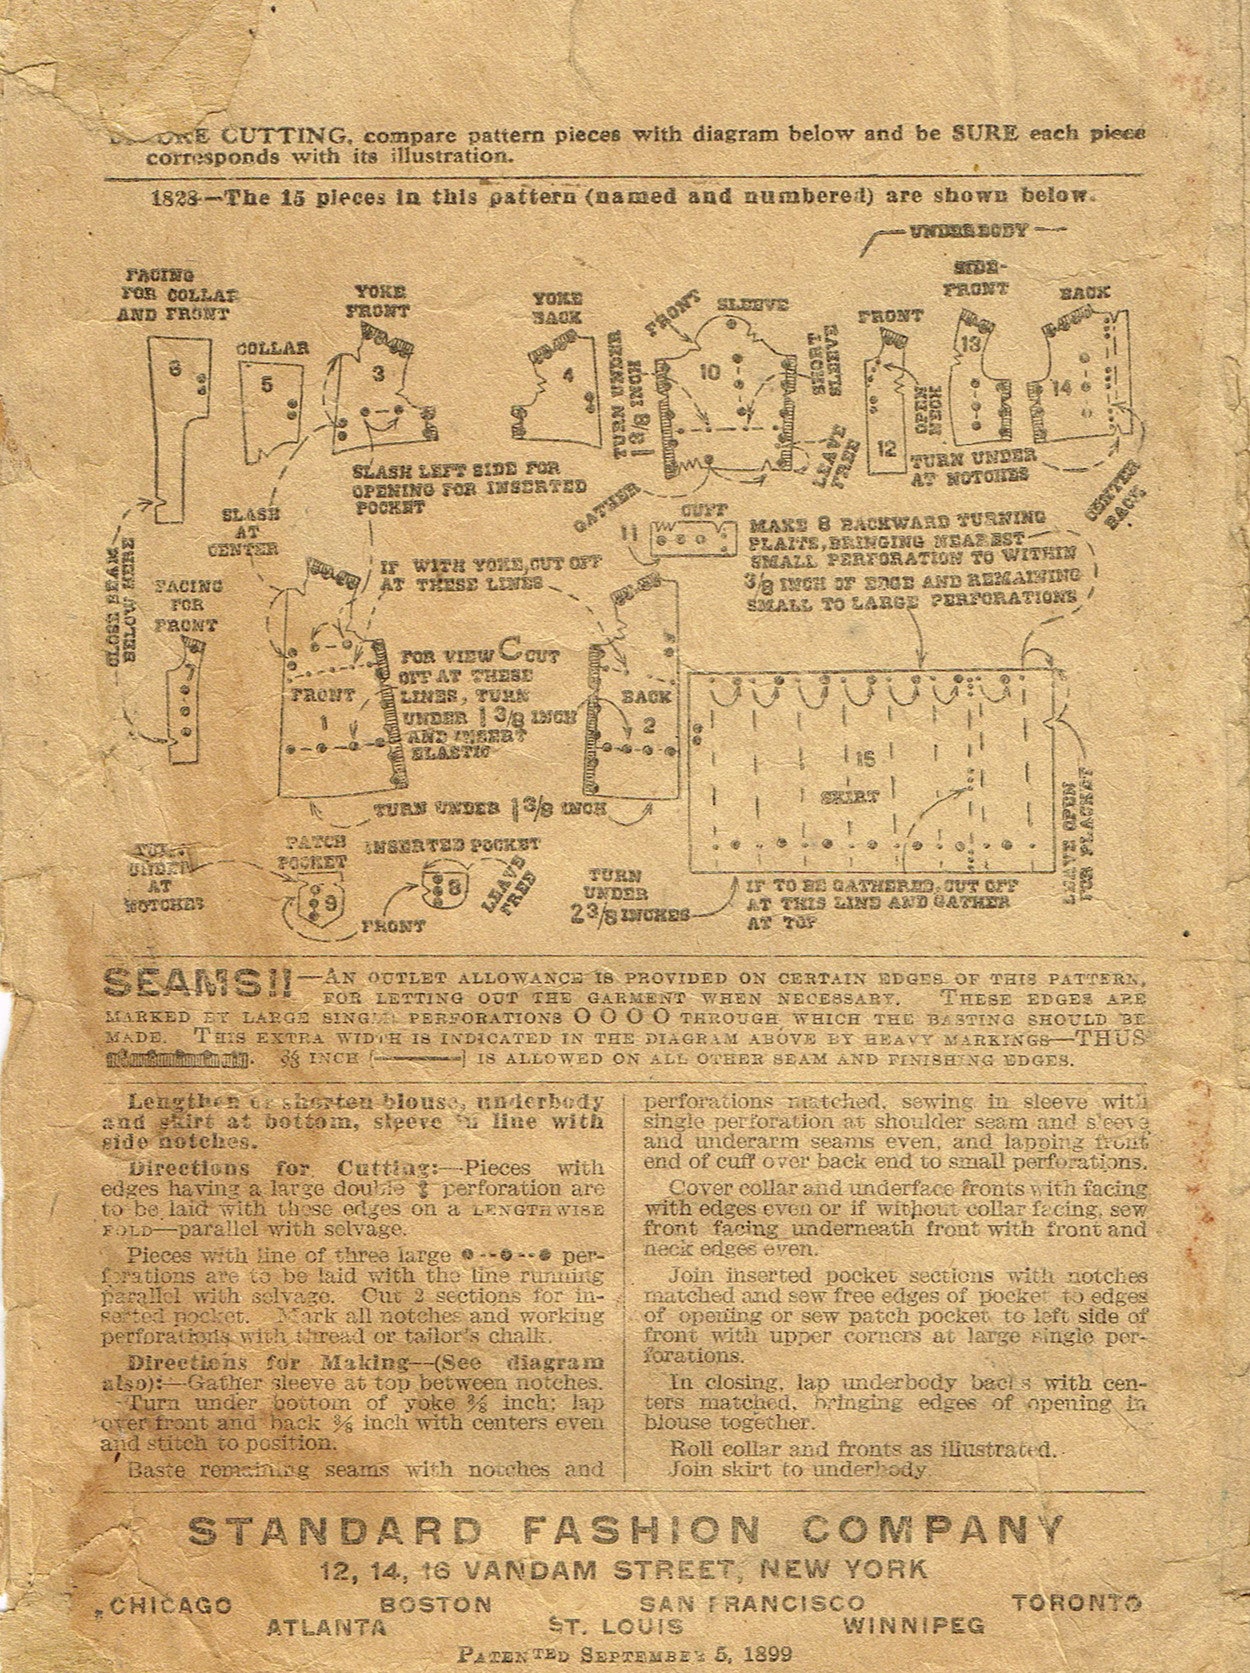 CUTTING, compare pattern pieces with diagram below and be SURE each piece
corresponds with its illustration.
1828—The 15 pieces in this pattern (named and numbered) are shown below.
UNDERBODY
FACING
FOR COLLAR
AND FRONT
6
COLLAR
5
YOKE
FRONT
3
YOKE
BACK
4
TURN UNDER
1 3/8 INCH
FRONT
SLEEVE
10
SHORT
SLEEVE
LEAVE
FREE
GATHER
FRONT
12
OPEN
NECK
SIDE-
FRONT
13
BACK
14
TURN UNDER
AT NOTCHES
CENTER
BACK
SLASH LEFT SIDE FOR
OPENING FOR INSERTED
POCKET
SLASH
AT
CENTER
CUFF
11
MAKE 8 BACKWARD TURNING
PLAITS, BRINGING NEAREST
SMALL PERFORATION TO WITHIN
3/8 INCH OF EDGE AND REMAINING
SMALL TO LARGE PERFORATIONS
CLOSE SEAM
BELOW HERE
FACING
FOR
FRONT
7
IF WITH YOKE, CUT OFF
AT THESE LINES
FRONT
1
FOR VIEW C CUT
OFF AT THESE
LINES, TURN
UNDER 1 3/8 INCH
AND INSERT
ELASTIC
BACK
2
15
SKIRT
LEAVE OPEN
FOR PLACKET
TURN UNDER 1 3/8 INCH
TURN
UNDER
AT
NOTCHES
PATCH
POCKET
9
INSERTED POCKET
8
LEAVE
FREE
FRONT
TURN
UNDER
2 3/8 INCHES
IF TO BE GATHERED, CUT OFF
AT THIS LINE AND GATHER
AT TOP
SEAMS!!—AN OUTLET ALLOWANCE IS PROVIDED ON CERTAIN EDGES OF THIS PATTERN,
FOR LETTING OUT THE GARMENT WHEN NECESSARY. THESE EDGES ARE
MARKED BY LARGE SINGLE PERFORATIONS O O O O THROUGH WHICH THE BASTING SHOULD BE
MADE. THIS EXTRA WIDTH IS INDICATED IN THE DIAGRAM ABOVE BY HEAVY MARKINGS—THUS
. 3/8 INCH [———] IS ALLOWED ON ALL OTHER SEAM AND FINISHING EDGES.
Lengthen or shorten blouse, underbody
and skirt at bottom, sleeve in line with
side notches.
Directions for Cutting:—Pieces with
edges having a large double perforation are
to be laid with these edges on a LENGTHWISE
FOLD—parallel with selvage.
Pieces with line of three large ●--●--● per-
forations are to be laid with the line running
parallel with selvage. Cut 2 sections for in-
serted pocket. Mark all notches and working
perforations with thread or tailor's chalk.
Directions for Making—(See diagram
also):—Gather sleeve at top between notches.
Turn under bottom of yoke 3/8 inch; lap
over front and back 3/8 inch with centers even
and stitch to position.
Baste remaining seams with notches and
perforations matched, sewing in sleeve with
single perforation at shoulder seam and sleeve
and underarm seams even, and lapping front
end of cuff over back end to small perforations.
Cover collar and underface fronts with facing
with edges even or if without collar facing, sew
front facing underneath front with front and
neck edges even.
Join inserted pocket sections with notches
matched and sew free edges of pocket to edges
of opening or sew patch pocket to left side of
front with upper corners at large single per-
forations.
In closing, lap underbody backs with cen-
ters matched, bringing edges of opening in
blouse together.
Roll collar and fronts as illustrated.
Join skirt to underbody.
STANDARD FASHION COMPANY
12, 14, 16 VANDAM STREET, NEW YORK
CHICAGO BOSTON SAN FRANCISCO TORONTO
ATLANTA ST. LOUIS WINNIPEG
PATENTED SEPTEMBER 5, 1899